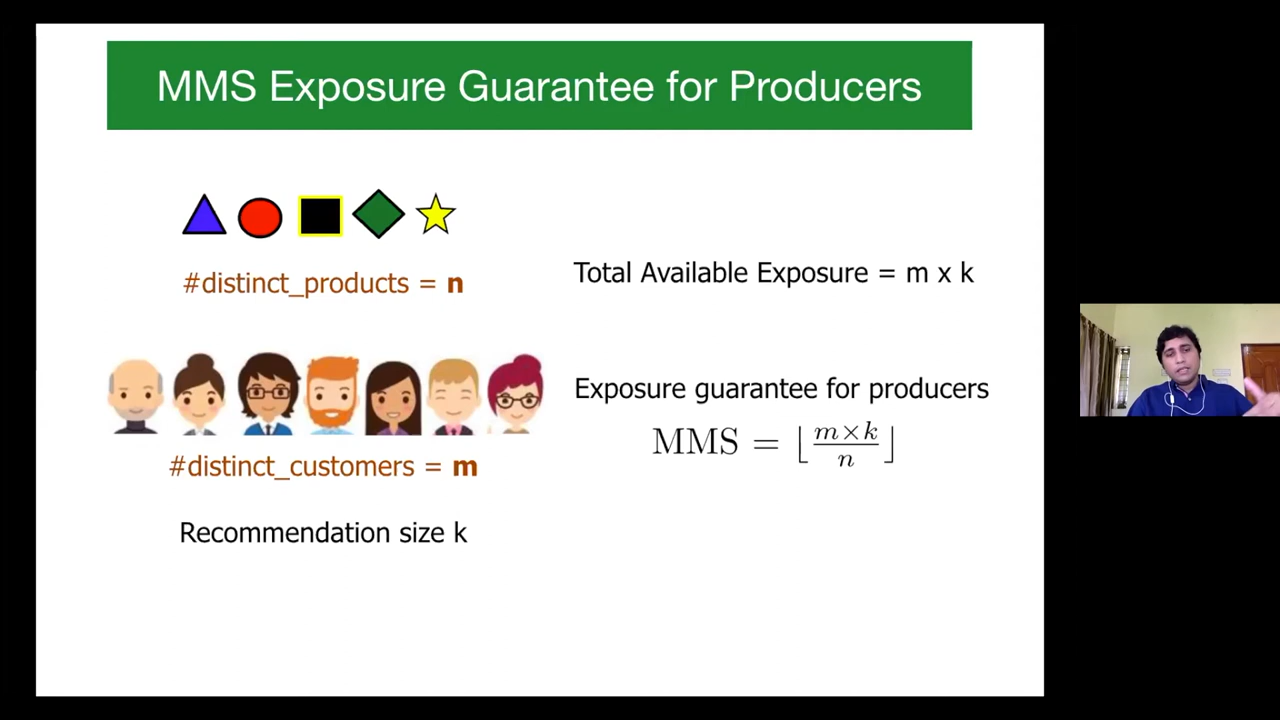 MMS Exposure Guarantee for Producers
#distinct_products = n
Total Available Exposure = m x k
Exposure guarantee for producers
MMS = ⌊ m×k / n ⌋
#distinct_customers = m
Recommendation size k